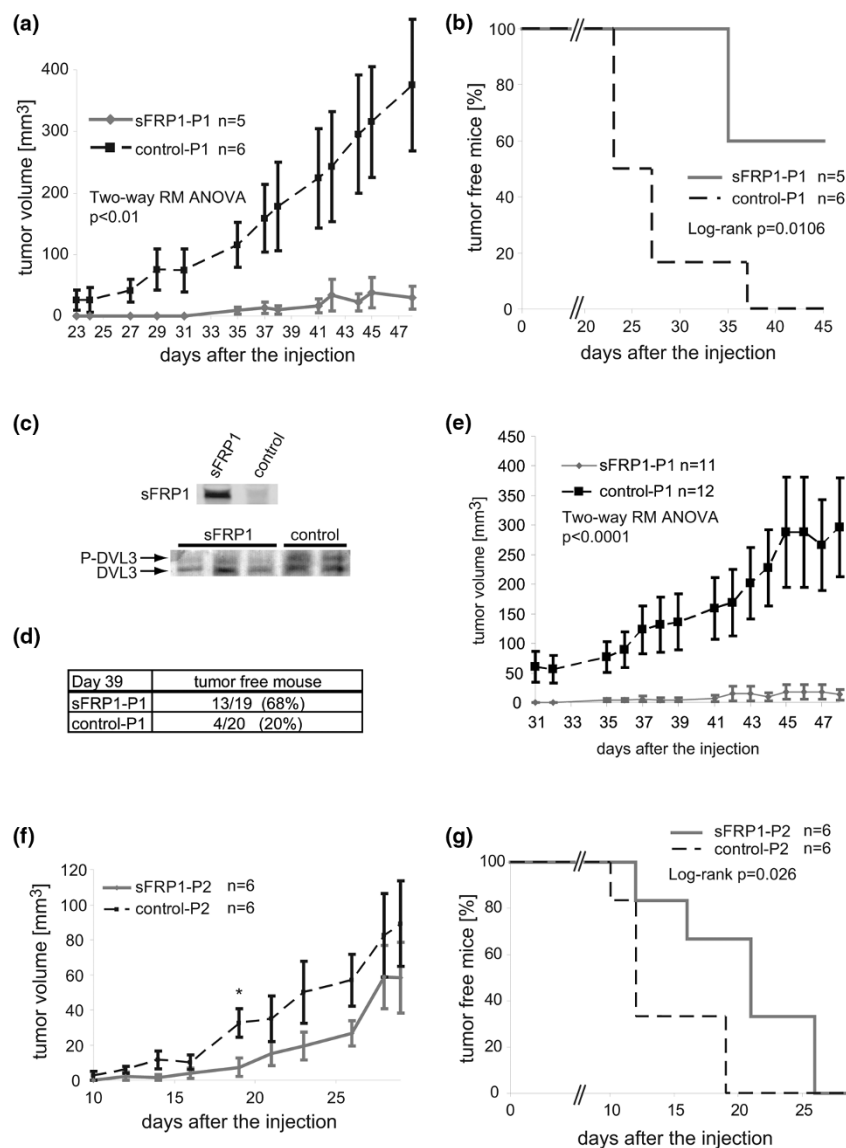 (a)
tumor volume [mm³]
400
300
200
100
0
sFRP1-P1 n=5
control-P1 n=6
Two-way RM ANOVA
p<0.01
23 25 27 29 31 33 35 37 39 41 43 45 47
days after the injection
(b)
tumor free mice [%]
100
80
60
40
20
0
sFRP1-P1 n=5
control-P1 n=6
Log-rank p=0.0106
0 20 25 30 35 40 45
days after the injection
(c)
sFRP1 control
sFRP1
sFRP1 control
P-DVL3
DVL3
(d)
Day 39 tumor free mouse
sFRP1-P1 13/19 (68%)
control-P1 4/20 (20%)
(e)
tumor volume [mm³]
450
400
350
300
250
200
150
100
50
0
sFRP1-P1 n=11
control-P1 n=12
Two-way RM ANOVA
p<0.0001
31 33 35 37 39 41 43 45 47
days after the injection
(f)
tumor volume [mm³]
120
100
80
60
40
20
0
sFRP1-P2 n=6
control-P2 n=6
*
10 15 20 25
days after the injection
(g)
sFRP1-P2 n=6
control-P2 n=6
Log-rank p=0.026
tumor free mice [%]
100
80
60
40
20
0
0 10 15 20 25
days after the injection